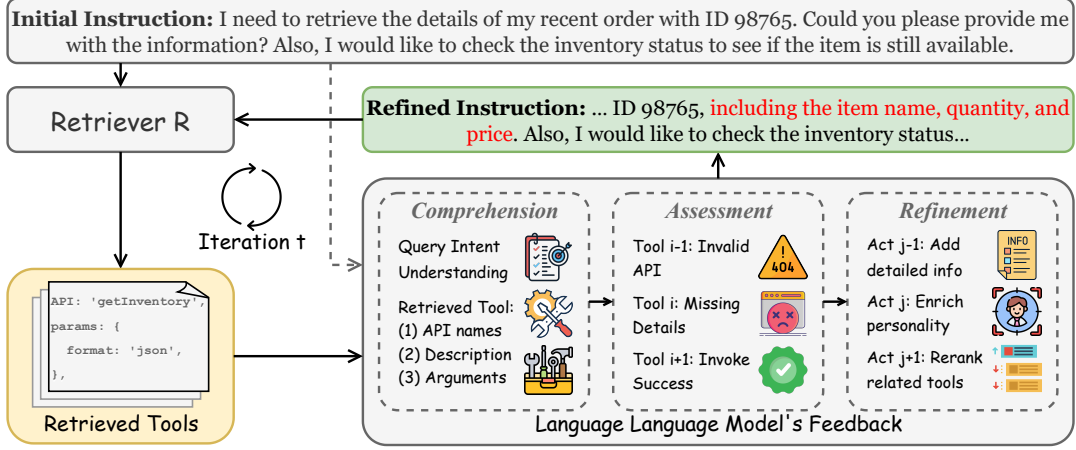 Initial Instruction: I need to retrieve the details of my recent order with ID 98765. Could you please provide me
with the information? Also, I would like to check the inventory status to see if the item is still available.
Retriever R
Refined Instruction: ... ID 98765, including the item name, quantity, and
price. Also, I would like to check the inventory status...
Iteration t
API: 'getInventory',
params: {
format: 'json',
},
Retrieved Tools
Comprehension
Query Intent
Understanding
Retrieved Tool:
(1) API names
(2) Description
(3) Arguments
Assessment
Tool i-1: Invalid
API
404
Tool i: Missing
Details
Tool i+1: Invoke
Success
Refinement
Act j-1: Add
detailed info
INFO
Act j: Enrich
personality
Act j+1: Rerank
related tools
Language Language Model's Feedback